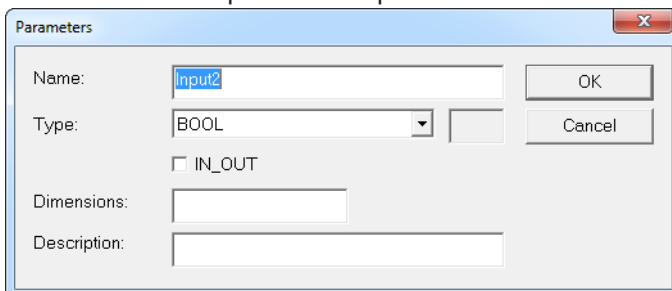 Parameters
Name: Input2 OK
Type: BOOL Cancel
IN_OUT
Dimensions:
Description: